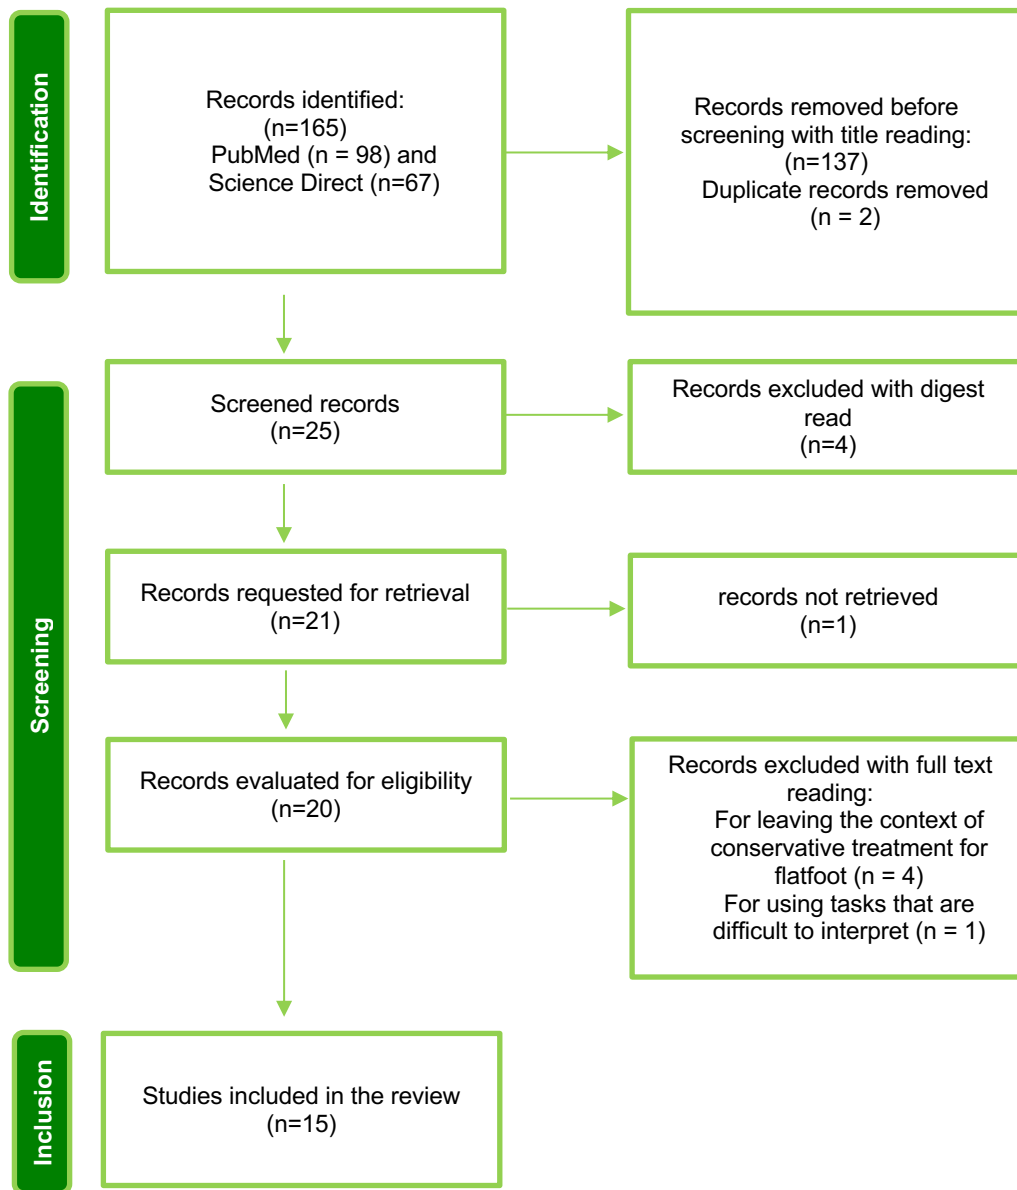 Identification
Records identified:
(n=165)
PubMed (n = 98) and
Science Direct (n=67)
Records removed before
screening with title reading:
(n=137)
Duplicate records removed
(n = 2)
Screening
Screened records
(n=25)
Records excluded with digest
read
(n=4)
Records requested for retrieval
(n=21)
records not retrieved
(n=1)
Records evaluated for eligibility
(n=20)
Records excluded with full text
reading:
For leaving the context of
conservative treatment for
flatfoot (n = 4)
For using tasks that are
difficult to interpret (n = 1)
Inclusion
Studies included in the review
(n=15)